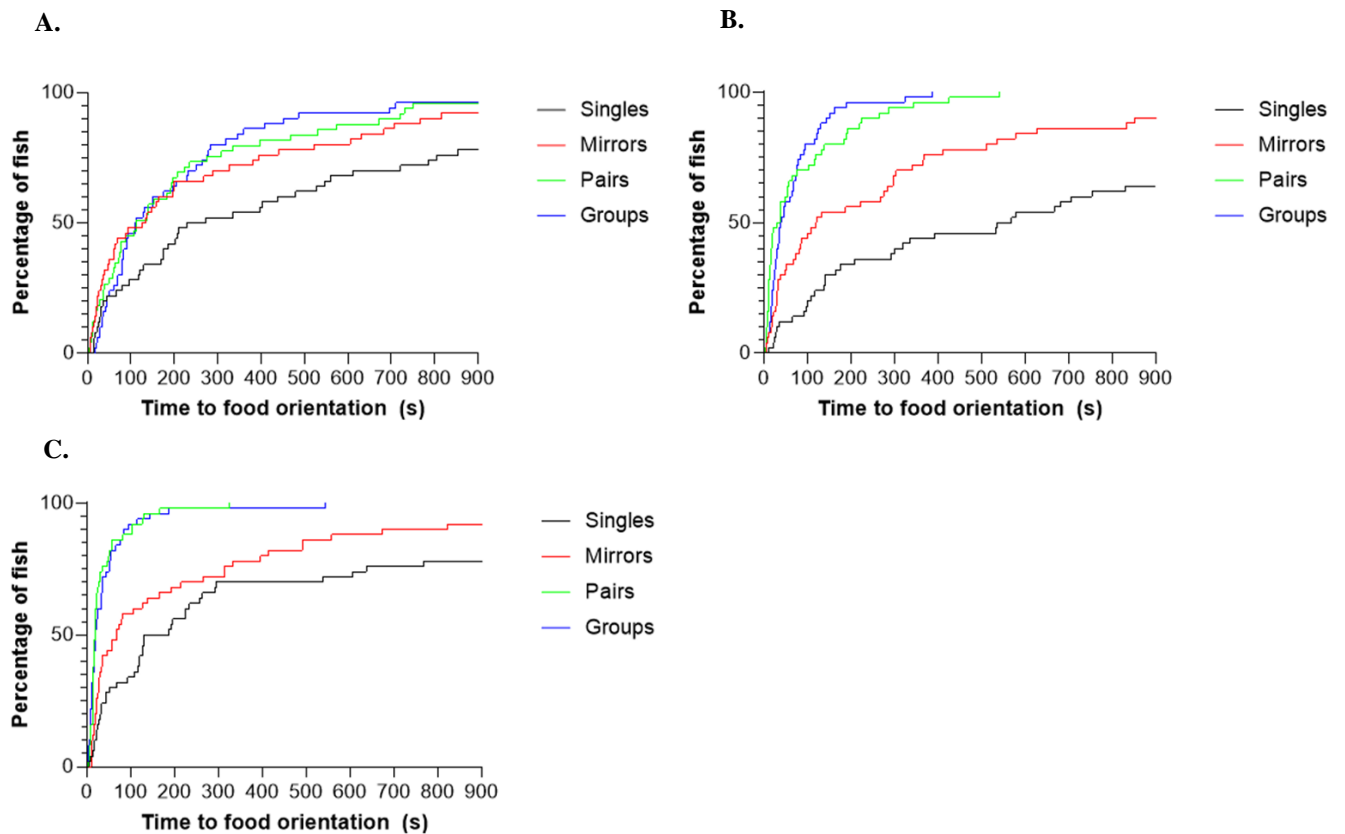 A.
Percentage of fish
100
50
0
0 100 200 300 400 500 600 700 800 900
Time to food orientation (s)
Singles
Mirrors
Pairs
Groups
B.
Percentage of fish
100
50
0
0 100 200 300 400 500 600 700 800 900
Time to food orientation (s)
Singles
Mirrors
Pairs
Groups
C.
Percentage of fish
100
50
0
0 100 200 300 400 500 600 700 800 900
Time to food orientation (s)
Singles
Mirrors
Pairs
Groups